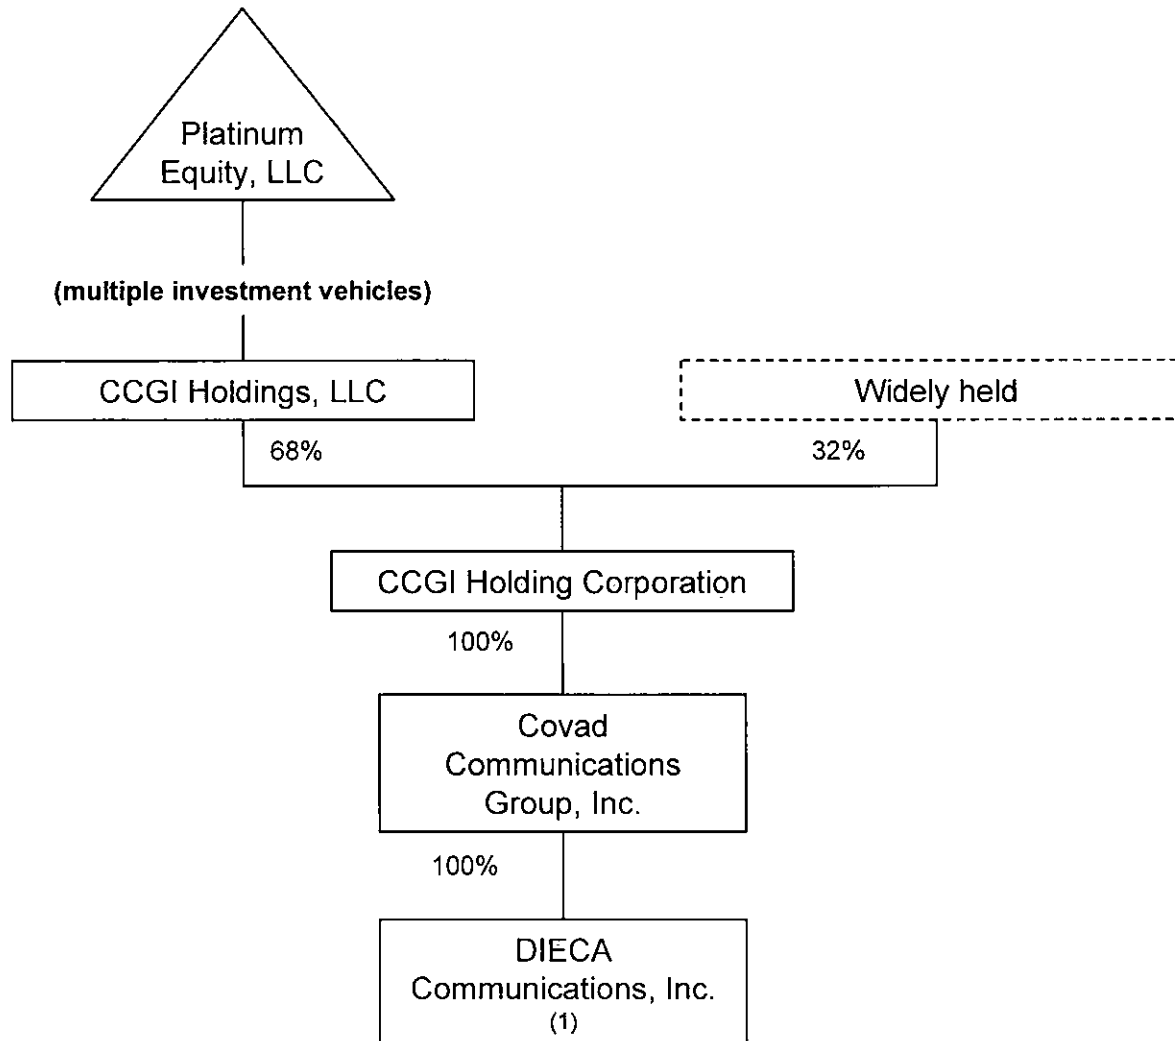 Platinum
Equity, LLC
(multiple investment vehicles)
CCGI Holdings, LLC
Widely held
68%
32%
CCGI Holding Corporation
100%
Covad
Communications
Group, Inc.
100%
DIECA
Communications, Inc.
(1)